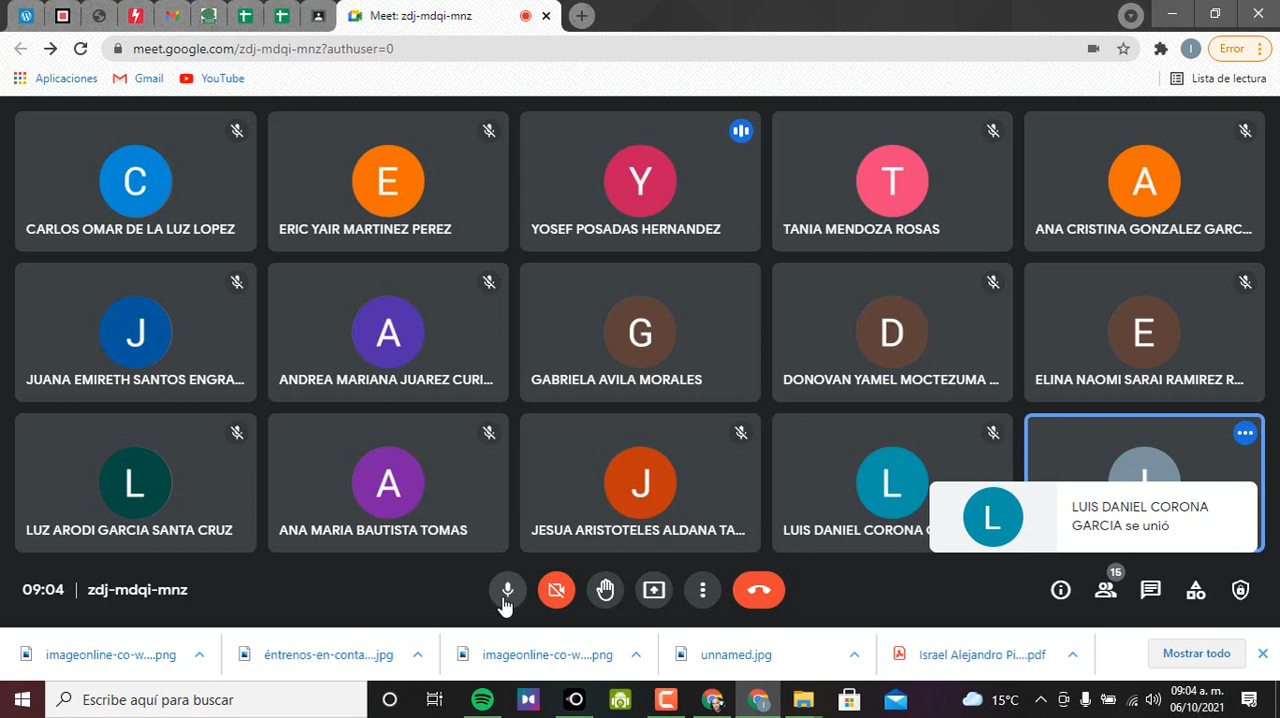 Meet: zdj-mdqi-mnz
meet.google.com/zdj-mdqi-mnz?authuser=0
I
Error
Aplicaciones
Gmail
YouTube
Lista de lectura
C
CARLOS OMAR DE LA LUZ LOPEZ
E
ERIC YAIR MARTINEZ PEREZ
Y
YOSEF POSADAS HERNANDEZ
T
TANIA MENDOZA ROSAS
A
ANA CRISTINA GONZALEZ GARC...
J
JUANA EMIRETH SANTOS ENGRA...
A
ANDREA MARIANA JUAREZ CURI...
G
GABRIELA AVILA MORALES
D
DONOVAN YAMEL MOCTEZUMA ...
E
ELINA NAOMI SARAI RAMIREZ R...
L
LUZ ARODI GARCIA SANTA CRUZ
A
ANA MARIA BAUTISTA TOMAS
J
JESUA ARISTOTELES ALDANA TA...
L
LUIS DANIEL CORONA
L
LUIS DANIEL CORONA
GARCIA se unió
09:04
zdj-mdqi-mnz
15
imageonline-co-w....png
éntrenos-en-conta....jpg
imageonline-co-w....png
unnamed.jpg
Israel Alejandro Pi....pdf
Mostrar todo
Escribe aquí para buscar
15°C
09:04 a. m.
06/10/2021